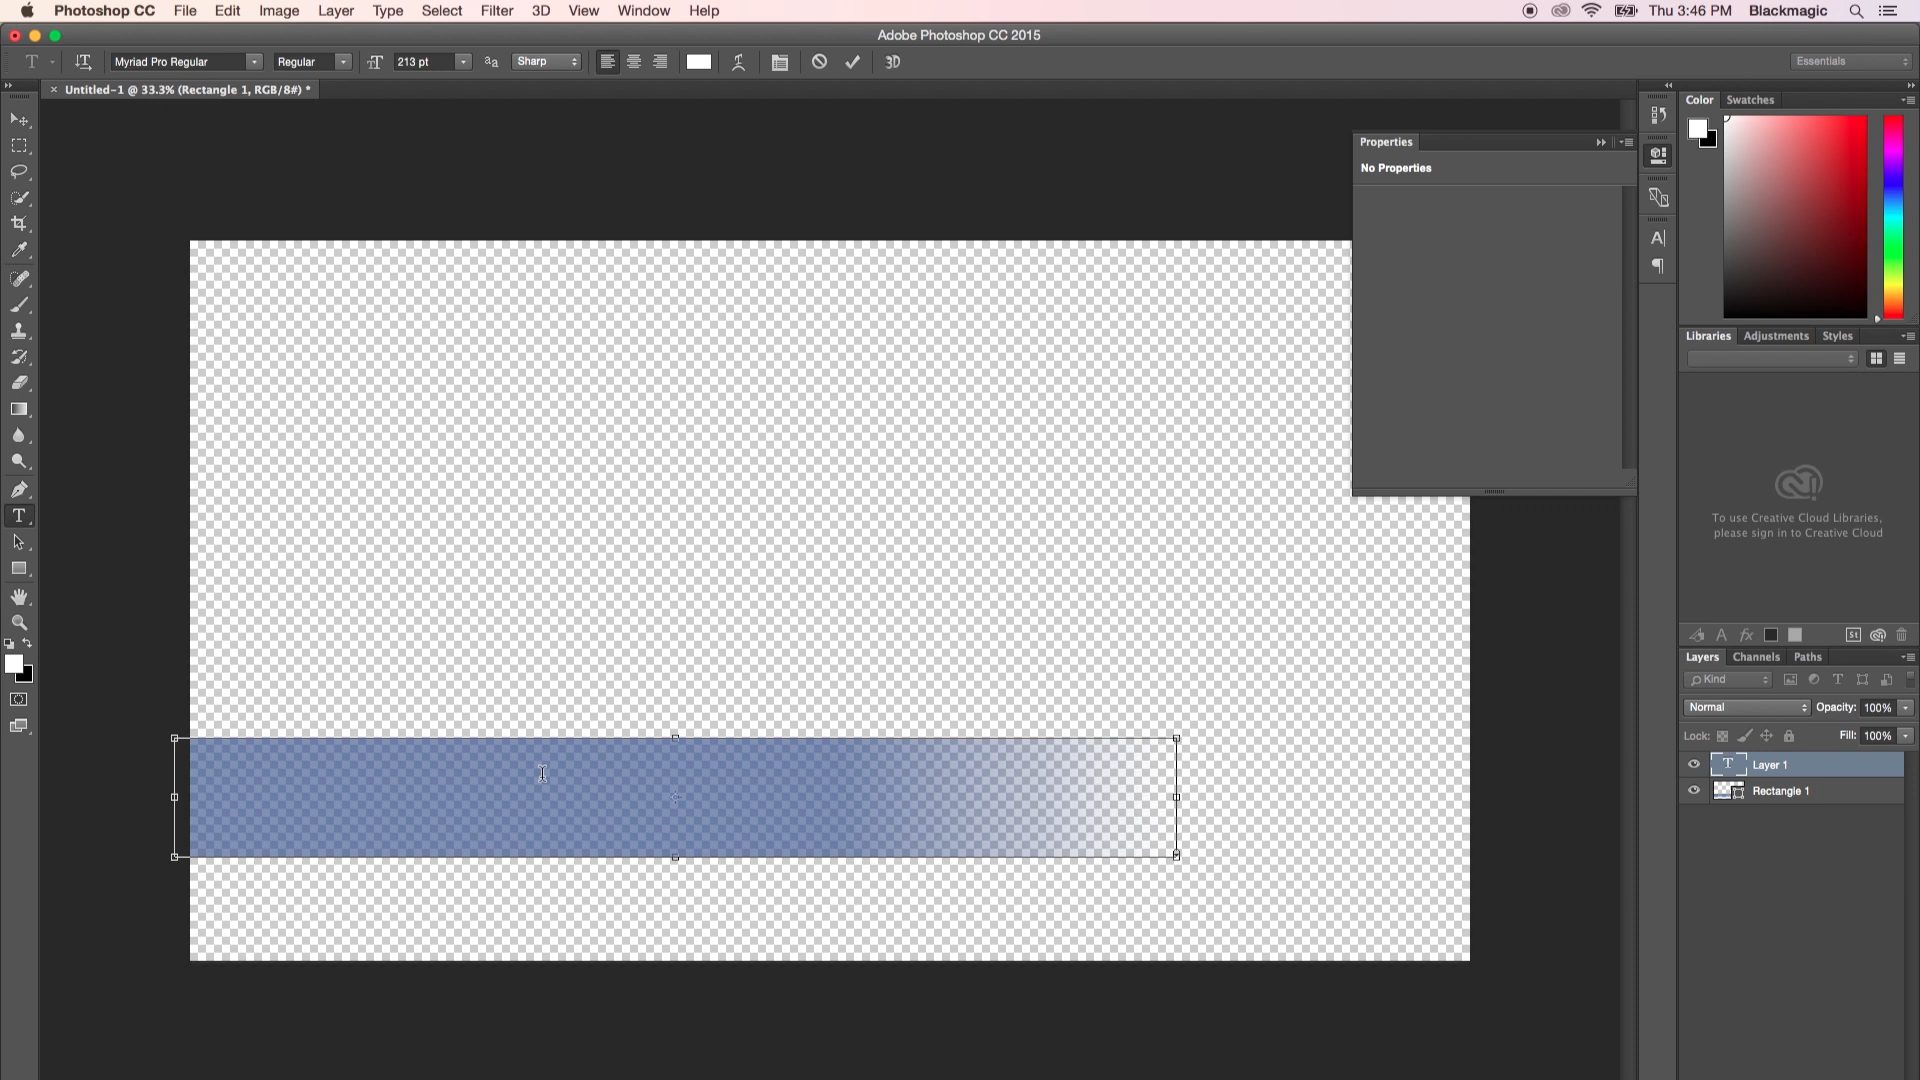 Photoshop CC File Edit Image Layer Type Select Filter 3D View Window Help Thu 3:46 PM Blackmagic
Adobe Photoshop CC 2015
T Myriad Pro Regular Regular T 213 pt aa Sharp 3D Essentials
× Untitled-1 @ 33.3% (Rectangle 1, RGB/8#) *
Color Swatches
Properties
No Properties
A
Libraries Adjustments Styles
To use Creative Cloud Libraries,
please sign in to Creative Cloud
T
A fx St
Layers Channels Paths
Kind T
Normal Opacity: 100%
Lock: Fill: 100%
T Layer 1
Rectangle 1